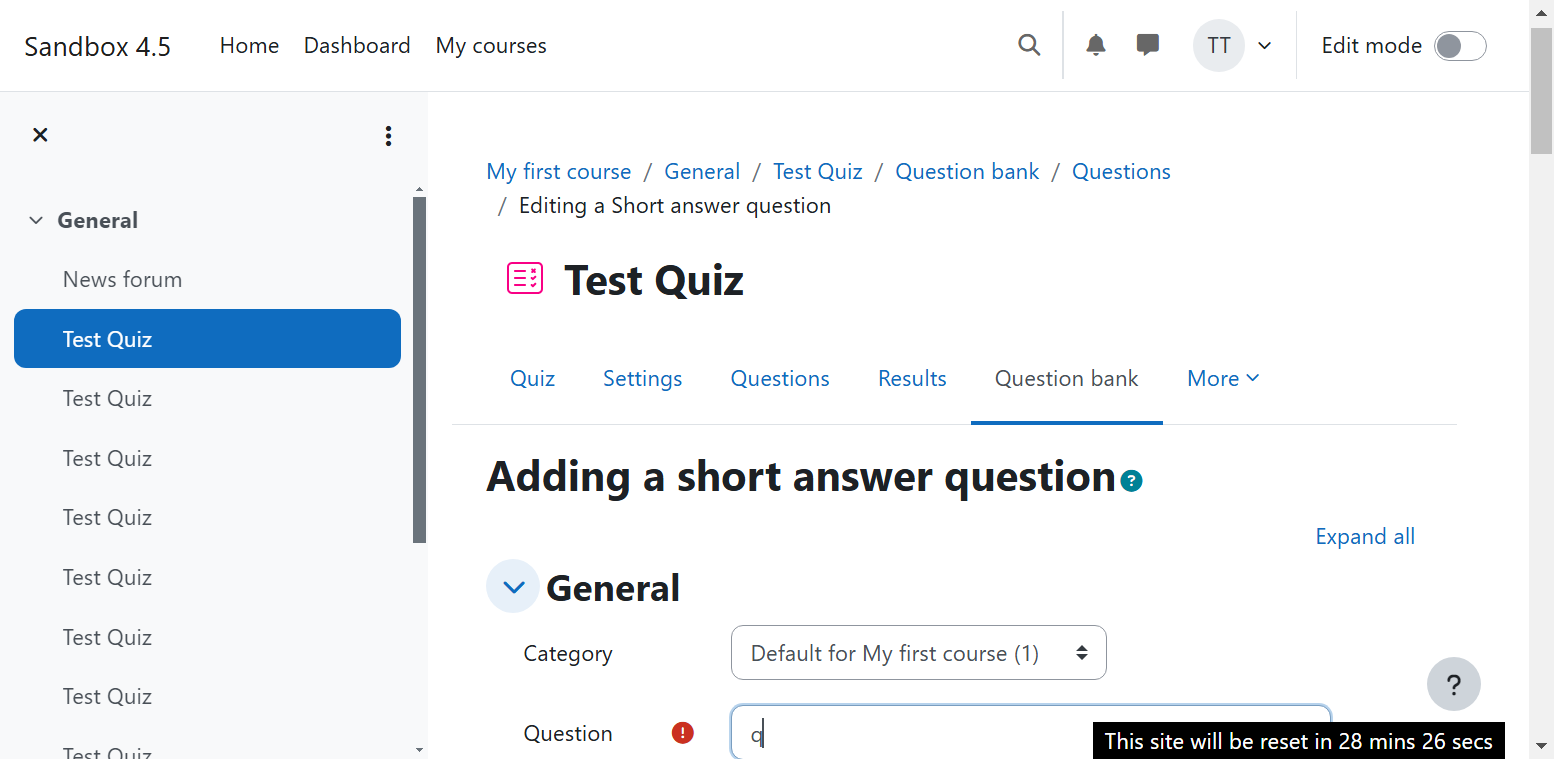 Sandbox 4.5 Home Dashboard My courses TT Edit mode
General
News forum
Test Quiz
Test Quiz
Test Quiz
Test Quiz
Test Quiz
Test Quiz
Test Quiz
Test Quiz
My first course / General / Test Quiz / Question bank / Questions
/ Editing a Short answer question
Test Quiz
Quiz Settings Questions Results Question bank More
Adding a short answer question ?
Expand all
General
Category Default for My first course (1)
?
Question ! q
This site will be reset in 28 mins 26 secs